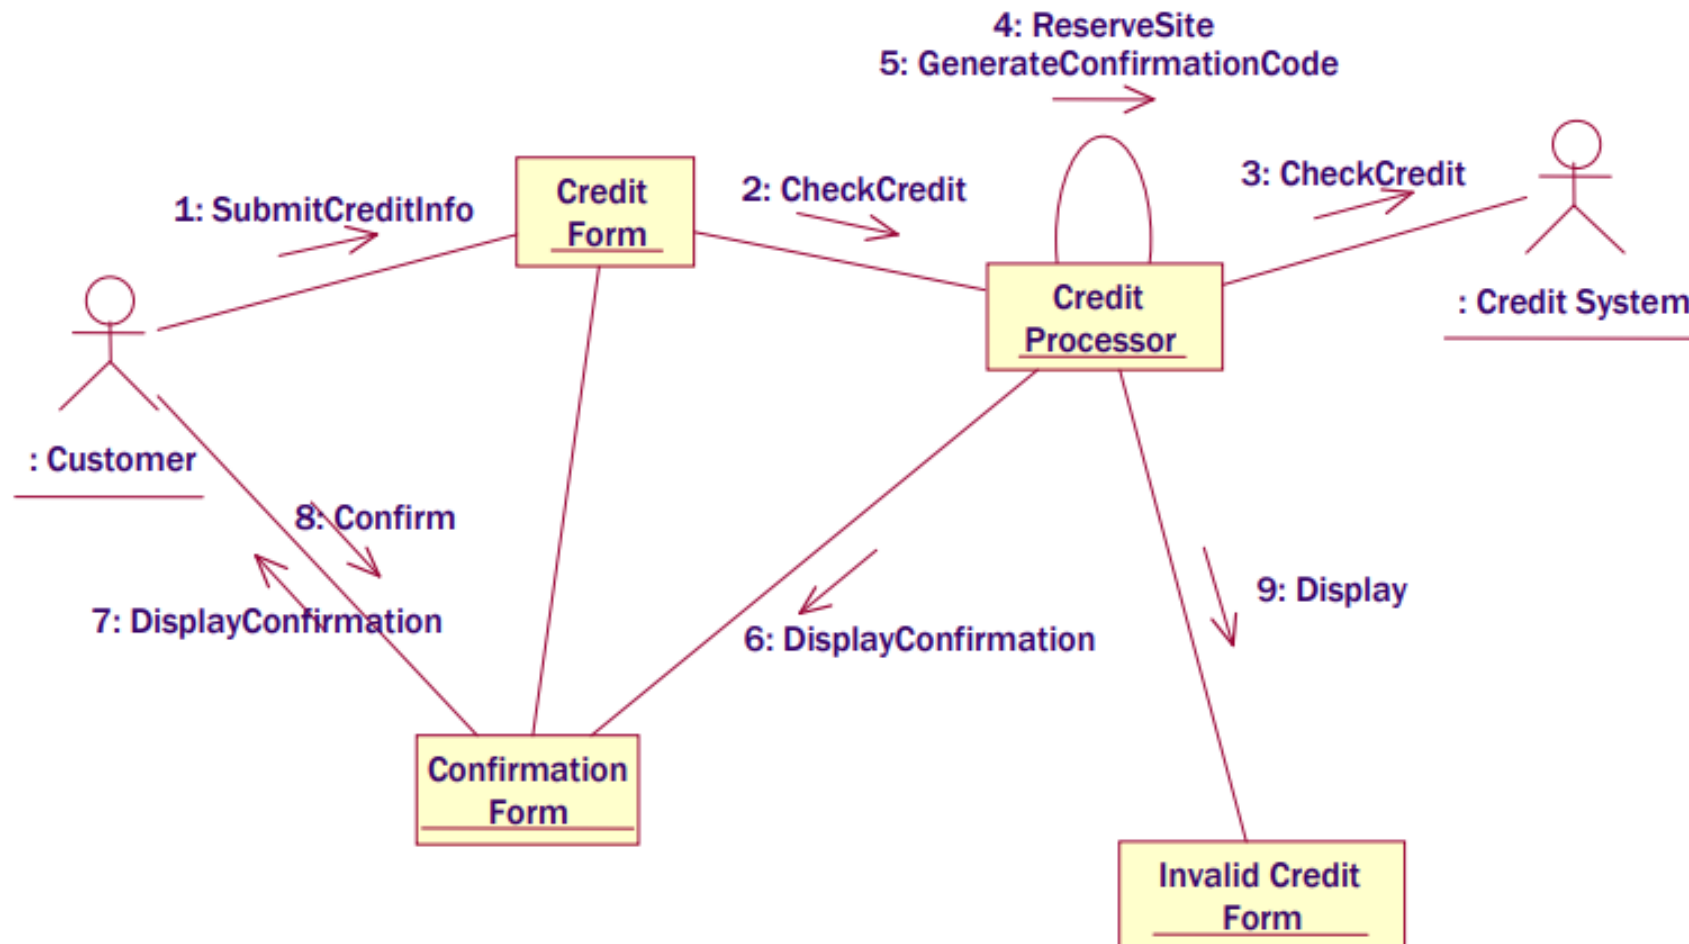 4: ReserveSite
5: GenerateConfirmationCode
1: SubmitCreditInfo
Credit
Form
2: CheckCredit
3: CheckCredit
Credit
Processor
: Credit System
: Customer
8: Confirm
7: DisplayConfirmation
6: DisplayConfirmation
9: Display
Confirmation
Form
Invalid Credit
Form